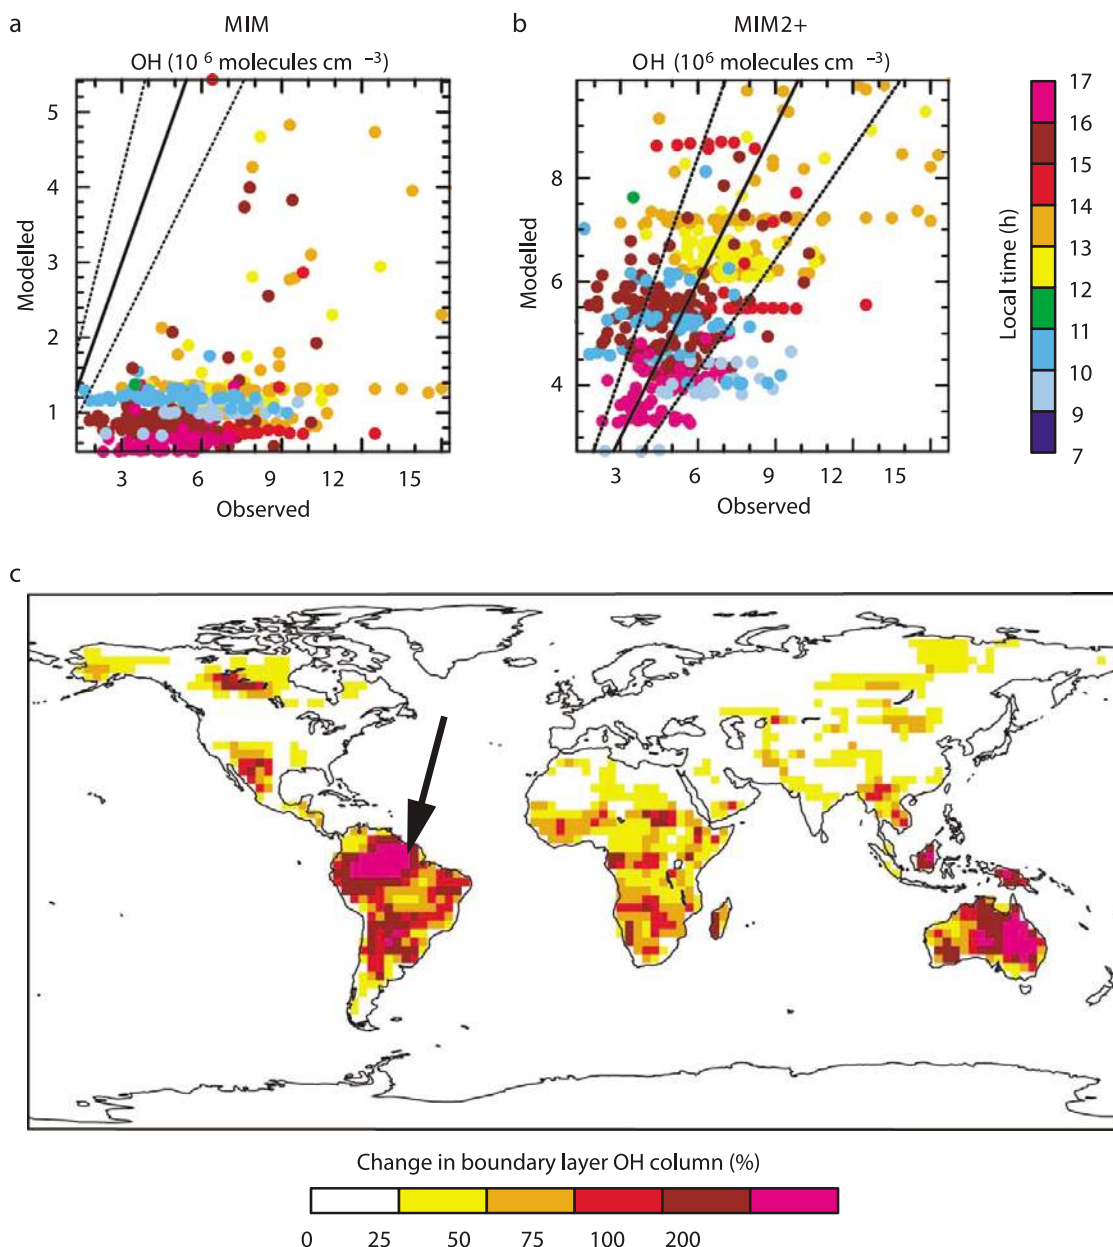 a
MIM
OH (10 6 molecules cm −3)
5
4
3
2
1
Modelled
3 6 9 12 15
Observed
b
MIM2+
OH (10⁶ molecules cm −3)
8
6
4
Modelled
3 6 9 12 15
Observed
17
16
15
14
13
12
11
10
9
7
Local time (h)
c
Change in boundary layer OH column (%)
0 25 50 75 100 200